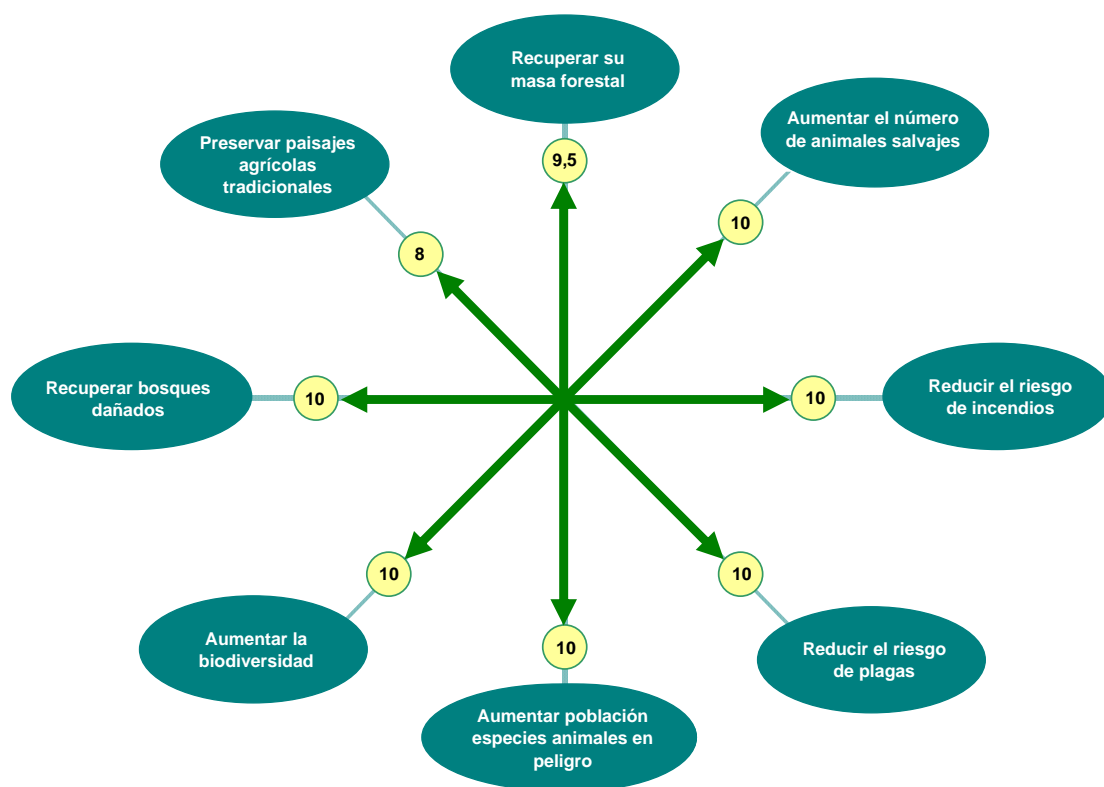 Recuperar su
masa forestal
9,5
Aumentar el número
de animales salvajes
10
Reducir el riesgo
de incendios
10
Reducir el riesgo
de plagas
10
Aumentar población
especies animales en
peligro
10
Aumentar la
biodiversidad
10
Recuperar bosques
dañados
10
Preservar paisajes
agrícolas
tradicionales
8